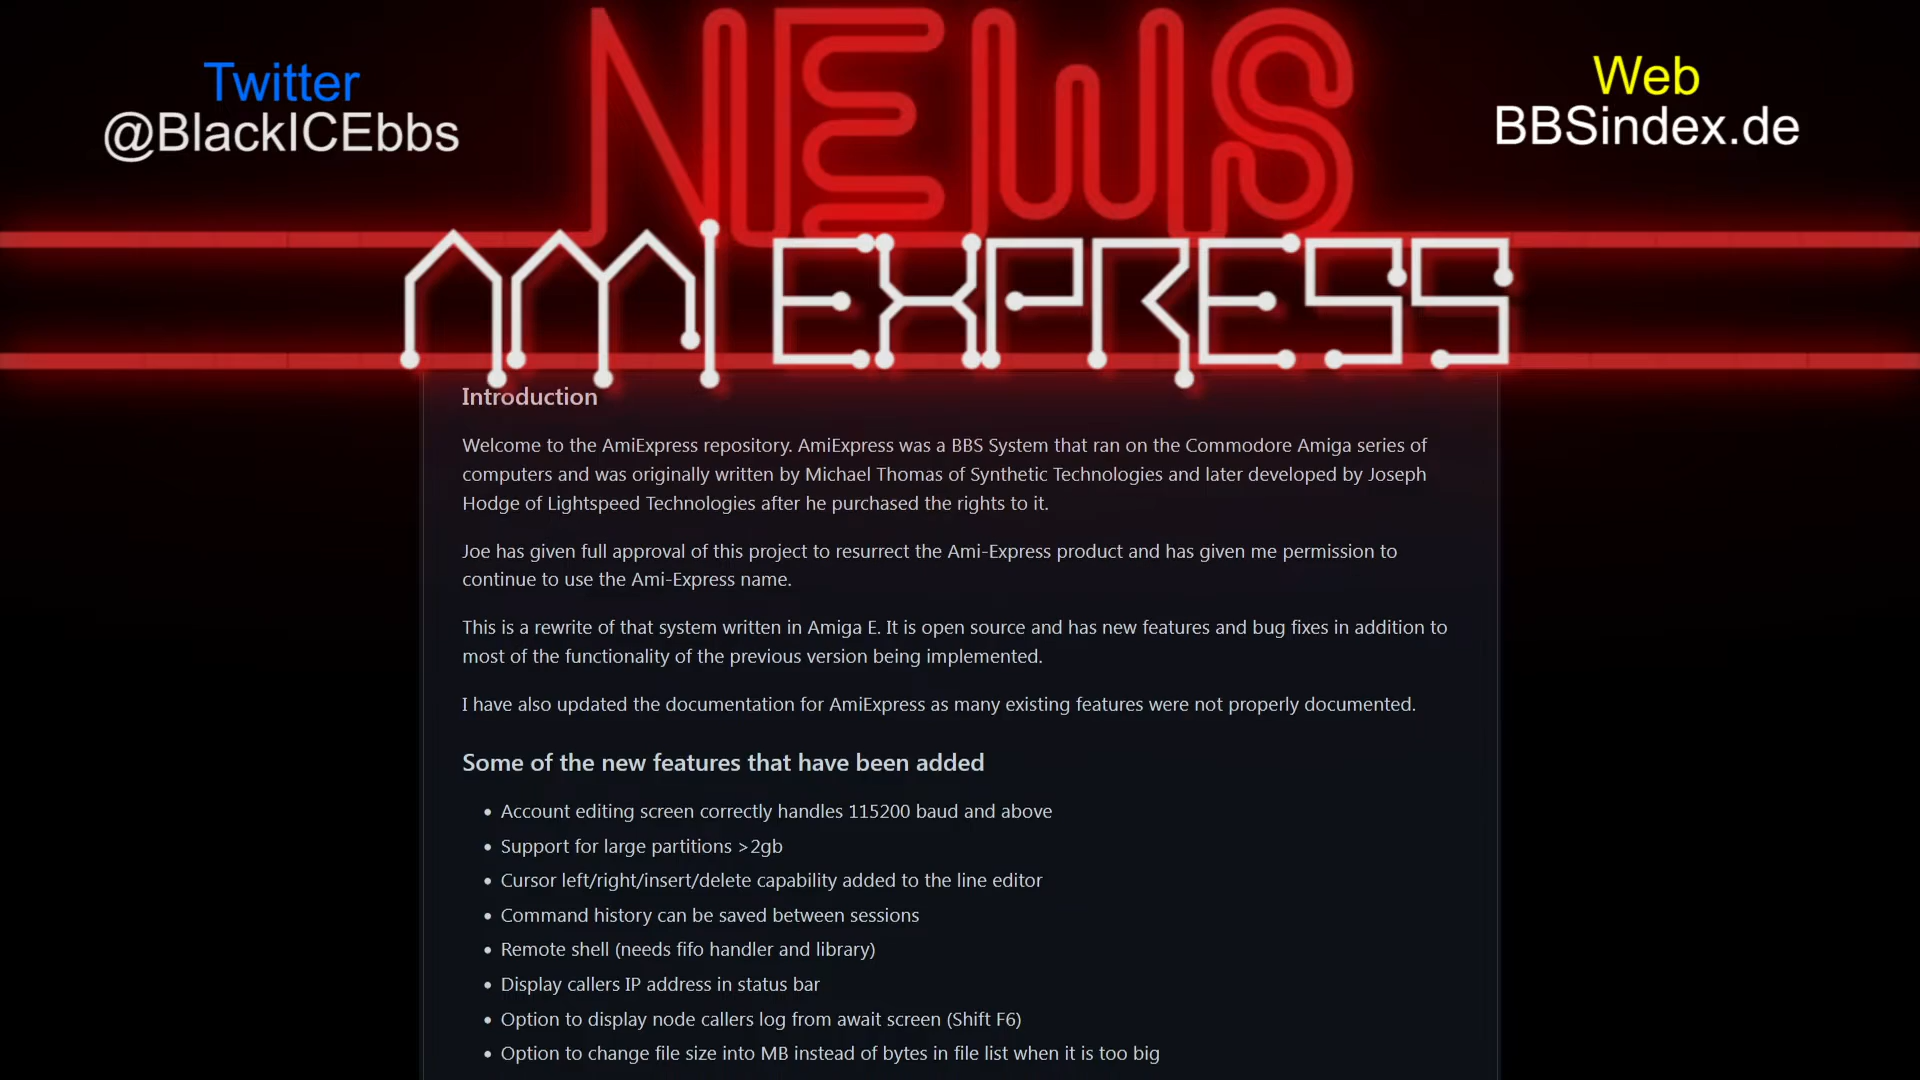 NEWS
Twitter
@BlackICEbbs
Web
BBSindex.de
AMI EXPRESS
Introduction
Welcome to the AmiExpress repository. AmiExpress was a BBS System that ran on the Commodore Amiga series of
computers and was originally written by Michael Thomas of Synthetic Technologies and later developed by Joseph
Hodge of Lightspeed Technologies after he purchased the rights to it.
Joe has given full approval of this project to resurrect the Ami-Express product and has given me permission to
continue to use the Ami-Express name.
This is a rewrite of that system written in Amiga E. It is open source and has new features and bug fixes in addition to
most of the functionality of the previous version being implemented.
I have also updated the documentation for AmiExpress as many existing features were not properly documented.
Some of the new features that have been added
• Account editing screen correctly handles 115200 baud and above
• Support for large partitions >2gb
• Cursor left/right/insert/delete capability added to the line editor
• Command history can be saved between sessions
• Remote shell (needs fifo handler and library)
• Display callers IP address in status bar
• Option to display node callers log from await screen (Shift F6)
• Option to change file size into MB instead of bytes in file list when it is too big